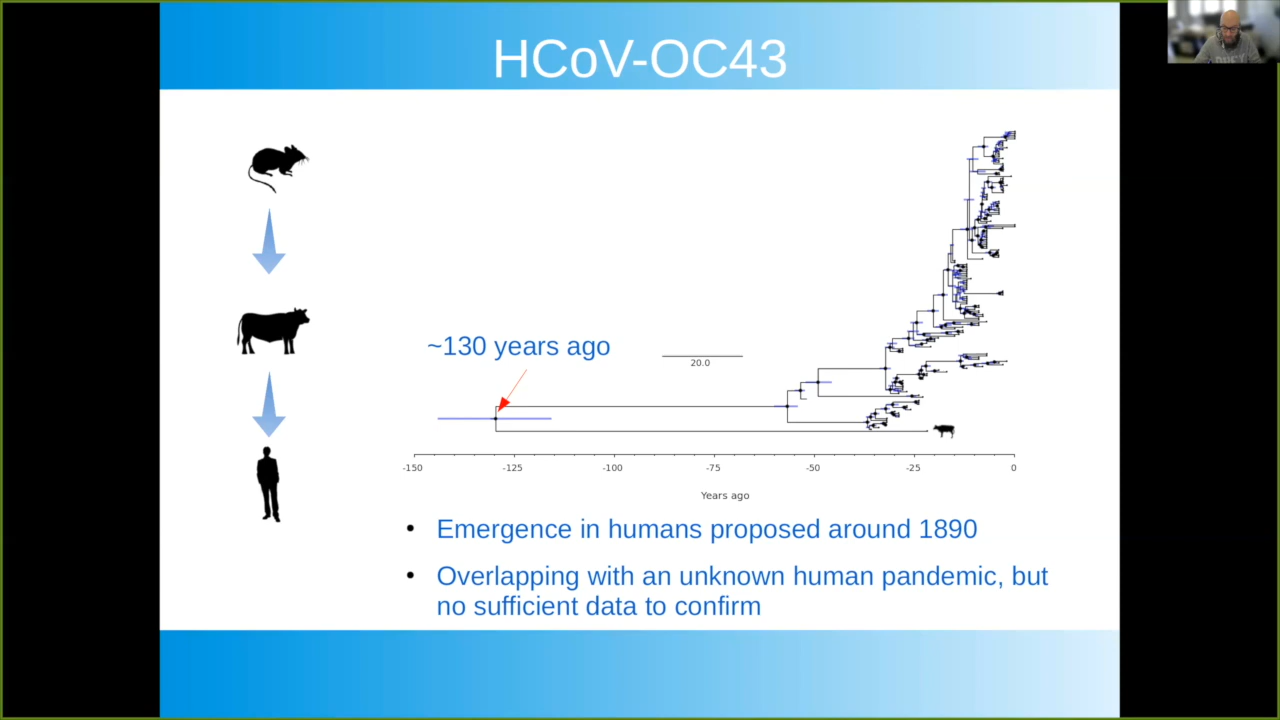 HCoV-OC43
~130 years ago
20.0
-150 -125 -100 -75 -50 -25 0
Years ago
• Emergence in humans proposed around 1890
• Overlapping with an unknown human pandemic, but
no sufficient data to confirm